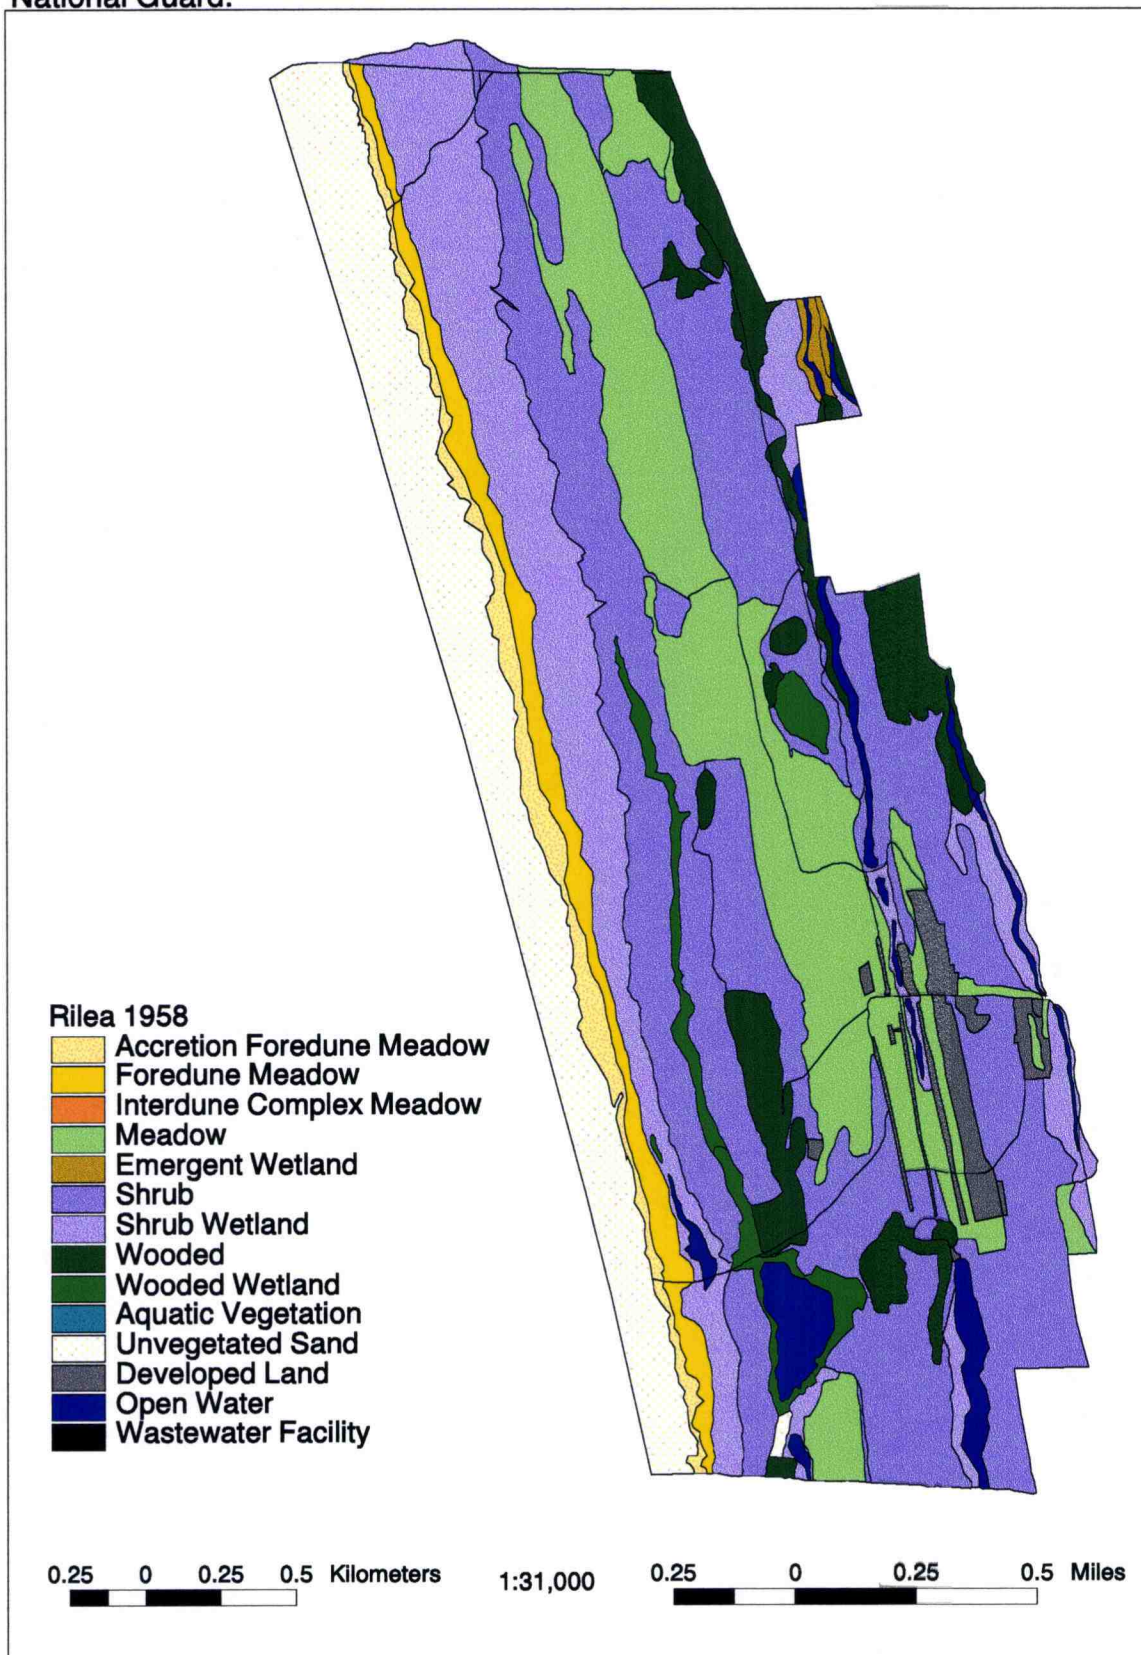 National Guard.
Rilea 1958
Accretion Foredune Meadow
Foredune Meadow
Interdune Complex Meadow
Meadow
Emergent Wetland
Shrub
Shrub Wetland
Wooded
Wooded Wetland
Aquatic Vegetation
Unvegetated Sand
Developed Land
Open Water
Wastewater Facility
0.25 0 0.25 0.5 Kilometers
1:31,000
0.25 0 0.25 0.5 Miles